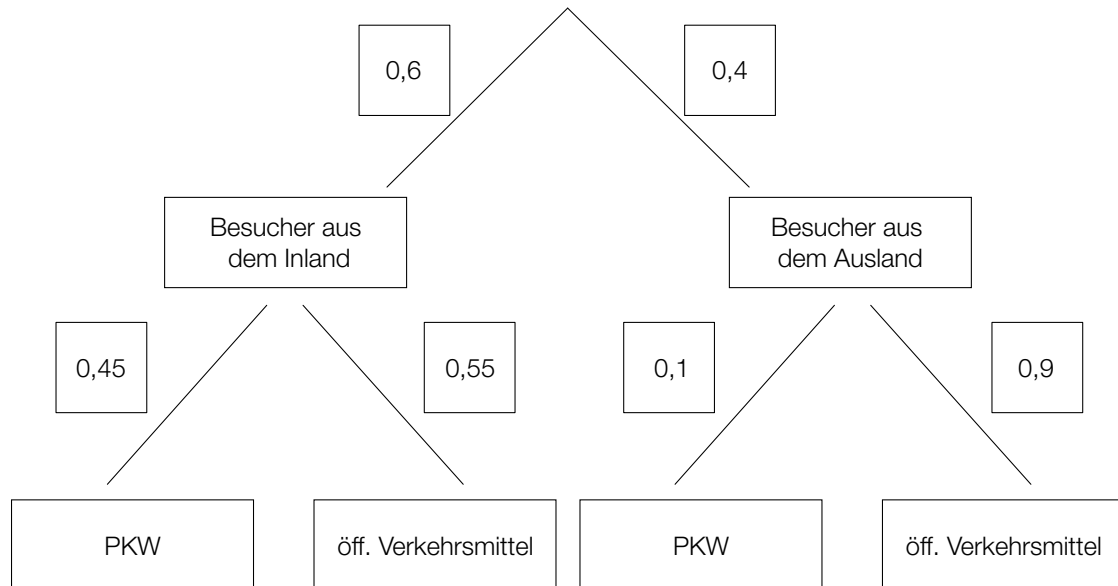 0,6
0,4
Besucher aus
dem Inland
Besucher aus
dem Ausland
0,45
0,55
0,1
0,9
PKW
öff. Verkehrsmittel
PKW
öff. Verkehrsmittel